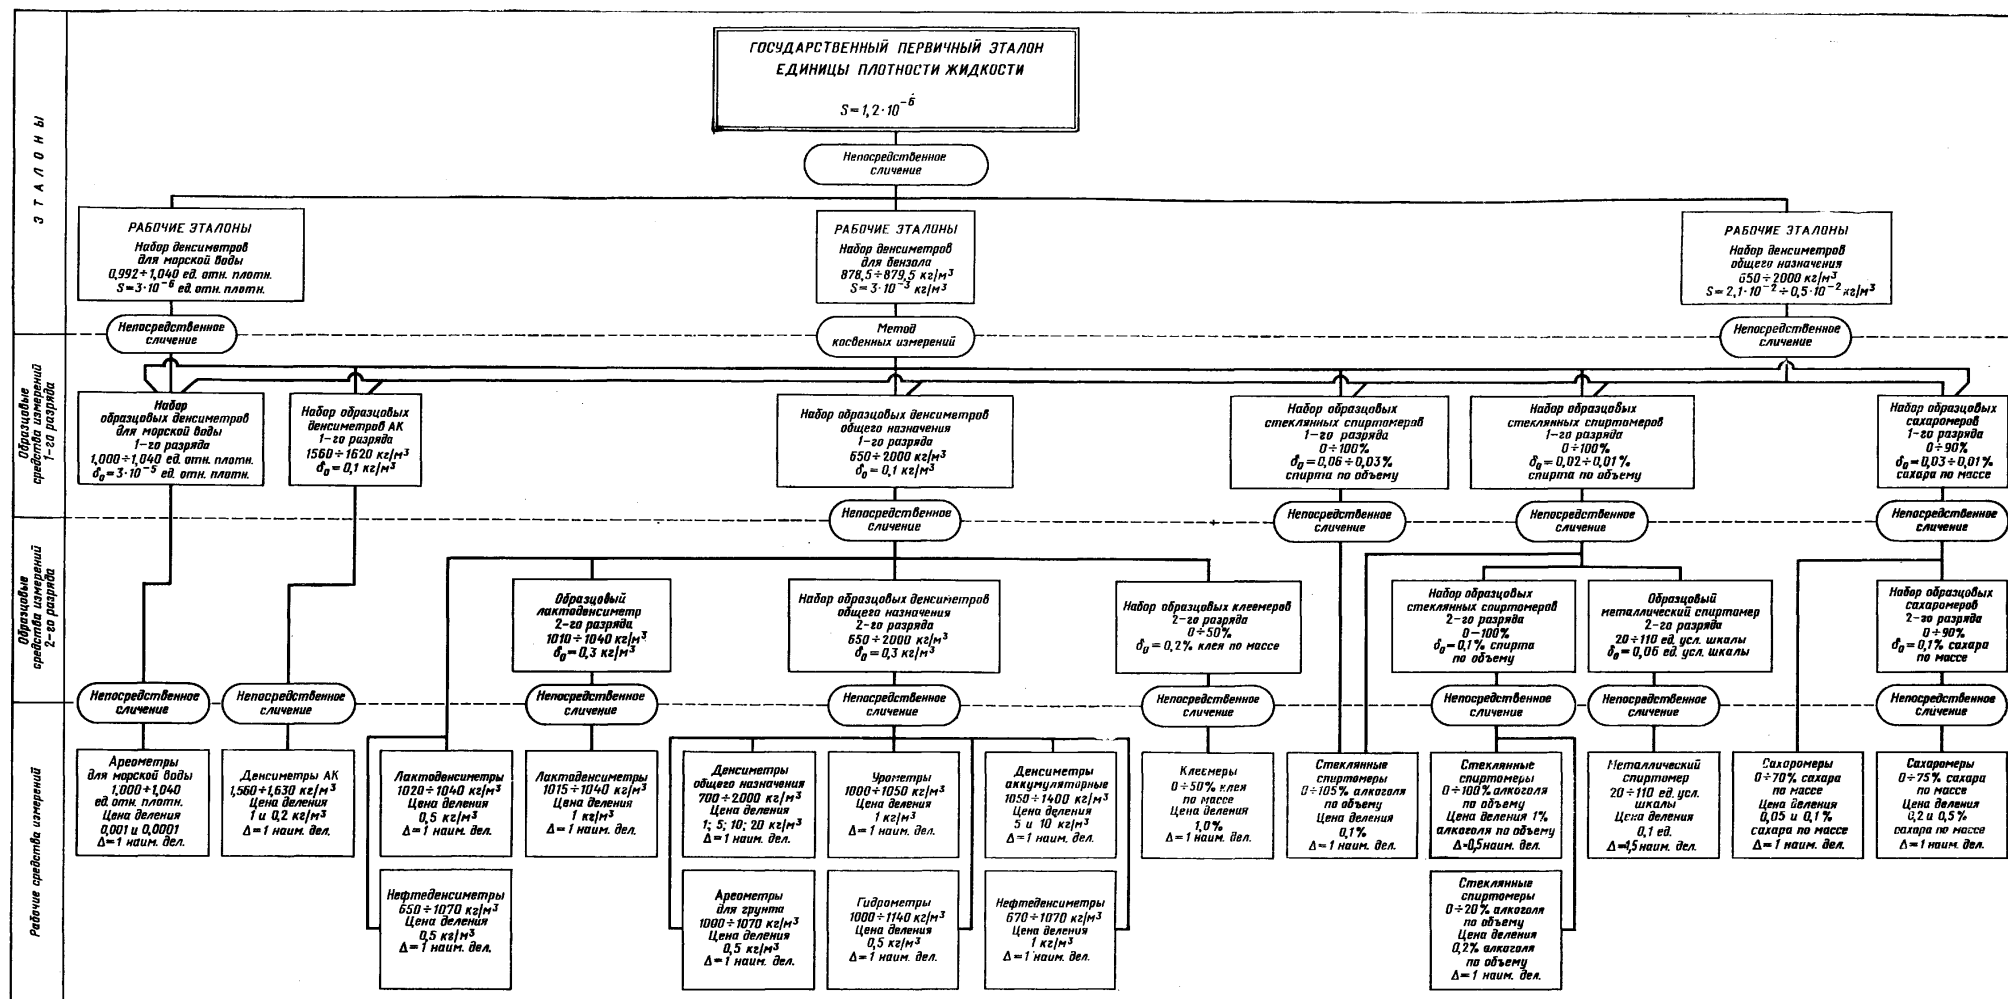 ГОСУДАРСТВЕННЫЙ ПЕРВИЧНЫЙ ЭТАЛОН
ЕДИНИЦЫ ПЛОТНОСТИ ЖИДКОСТИ
S=1,2·10⁻⁶
Непосредственное
сличение
ЭТАЛОНЫ
РАБОЧИЕ ЭТАЛОНЫ
Набор денсиметров
для морской воды
0,992÷1,040 ед. отн. плотн.
S=3·10⁻⁶ ед. отн. плотн.
РАБОЧИЕ ЭТАЛОНЫ
Набор денсиметров
для бензола
878,5÷879,5 кг/м³
S=3·10⁻³ кг/м³
РАБОЧИЕ ЭТАЛОНЫ
Набор денсиметров
общего назначения
650÷2000 кг/м³
S=2,1·10⁻²÷0,5·10⁻² кг/м³
Непосредственное
сличение
Метод
косвенных измерений
Непосредственное
сличение
Образцовые
средства измерений
1-го разряда
Набор
образцовых денсиметров
для морской воды
1-го разряда
1,000÷1,040 ед. отн. плотн.
δ₀=3·10⁻⁵ ед. отн. плотн.
Набор образцовых
денсиметров АК
1-го разряда
1560÷1620 кг/м³
δ₀=0,1 кг/м³
Набор образцовых денсиметров
общего назначения
1-го разряда
650÷2000 кг/м³
δ₀=0,1 кг/м³
Набор образцовых
стеклянных спиртомеров
1-го разряда
0÷100%
δ₀=0,06÷0,03%
спирта по объему
Набор образцовых
стеклянных спиртомеров
1-го разряда
0÷100%
δ₀=0,02÷0,01%
спирта по объему
Набор образцовых
сахаромеров
1-го разряда
0÷90%
δ₀=0,03÷0,01%
сахара по массе
Непосредственное
сличение
Непосредственное
сличение
Непосредственное
сличение
Непосредственное
сличение
Образцовые
средства измерений
2-го разряда
Образцовый
лактоденсиметр
2-го разряда
1010÷1040 кг/м³
δ₀=0,3 кг/м³
Набор образцовых денсиметров
общего назначения
2-го разряда
650÷2000 кг/м³
δ₀=0,3 кг/м³
Набор образцовых клеемеров
2-го разряда
0÷50%
δ₀=0,2% клея по массе
Набор образцовых
стеклянных спиртомеров
2-го разряда
0—100%
δ₀=0,1% спирта
по объему
Образцовый
металлический спиртомер
2-го разряда
20÷110 ед. усл. шкалы
δ₀=0,06 ед. усл. шкалы
Набор образцовых
сахаромеров
2-го разряда
0÷90%
δ₀=0,1% сахара
по массе
Непосредственное
сличение
Непосредственное
сличение
Непосредственное
сличение
Непосредственное
сличение
Непосредственное
сличение
Непосредственное
сличение
Непосредственное
сличение
Непосредственное
сличение
Рабочие средства измерений
Ареометры
для морской воды
1,000÷1,040
ед. отн. плотн.
Цена деления
0,001 и 0,0001
Δ=1 наим. дел.
Денсиметры АК
1,560÷1,630 кг/м³
Цена деления
1 и 0,2 кг/м³
Δ=1 наим. дел.
Лактоденсиметры
1020÷1040 кг/м³
Цена деления
0,5 кг/м³
Δ=1 наим. дел.
Лактоденсиметры
1015÷1040 кг/м³
Цена деления
1 кг/м³
Δ=1 наим. дел.
Денсиметры
общего назначения
700÷2000 кг/м³
Цена деления
1; 5; 10; 20 кг/м³
Δ=1 наим. дел.
Урометры
1000÷1050 кг/м³
Цена деления
1 кг/м³
Δ=1 наим. дел.
Денсиметры
аккумуляторные
1050÷1400 кг/м³
Цена деления
5 и 10 кг/м³
Δ=1 наим. дел.
Клеемеры
0÷50% клея
по массе
Цена деления
1,0%
Δ=1 наим. дел.
Стеклянные
спиртомеры
0÷105% алкоголя
по объему
Цена деления
0,1%
Δ=1 наим. дел.
Стеклянные
спиртомеры
0÷100% алкоголя
по объему
Цена деления 1%
алкоголя по объему
Δ=0,5 наим. дел.
Металлический
спиртомер
20÷110 ед. усл.
шкалы
Цена деления
0,1 ед.
Δ=1,5 наим. дел.
Сахаромеры
0÷70% сахара
по массе
Цена деления
0,05 и 0,1%
сахара по массе
Δ=1 наим. дел.
Сахаромеры
0÷75% сахара
по массе
Цена деления
0,2 и 0,5%
сахара по массе
Δ=1 наим. дел.
Нефтеденсиметры
650÷1070 кг/м³
Цена деления
0,5 кг/м³
Δ=1 наим. дел.
Ареометры
для грунта
1000÷1070 кг/м³
Цена деления
0,5 кг/м³
Δ=1 наим. дел.
Гидрометры
1000÷1140 кг/м³
Цена деления
0,5 кг/м³
Δ=1 наим. дел.
Нефтеденсиметры
670÷1070 кг/м³
Цена деления
1 кг/м³
Δ=1 наим. дел.
Стеклянные
спиртомеры
0÷20% алкоголя
по объему
Цена деления
0,2% алкоголя
по объему
Δ=1 наим. дел.